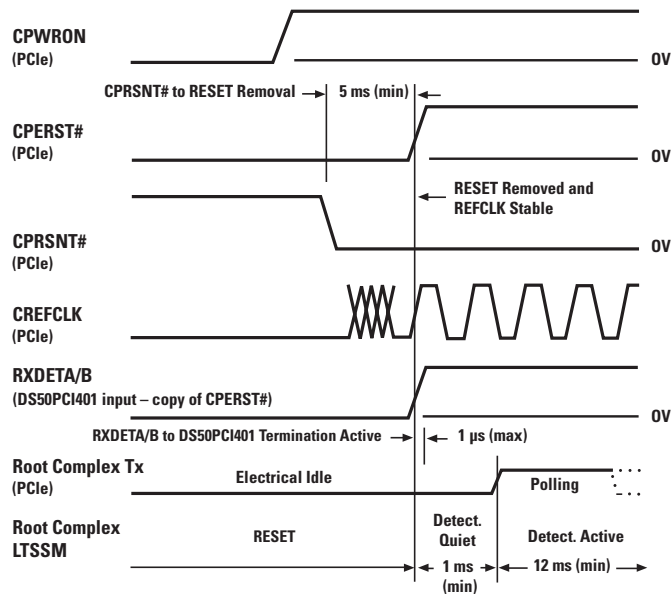 CPWRON
(PCIe)
0V
CPRSNT# to RESET Removal
5 ms (min)
CPERST#
(PCIe)
0V
RESET Removed and
REFCLK Stable
CPRSNT#
(PCIe)
0V
CREFCLK
(PCIe)
RXDETA/B
(DS50PCI401 input – copy of CPERST#)
0V
RXDETA/B to DS50PCI401 Termination Active
1 µs (max)
Root Complex Tx
(PCIe)
Electrical Idle
Polling
Root Complex
LTSSM
RESET
Detect.
Quiet
Detect. Active
1 ms
(min)
12 ms (min)